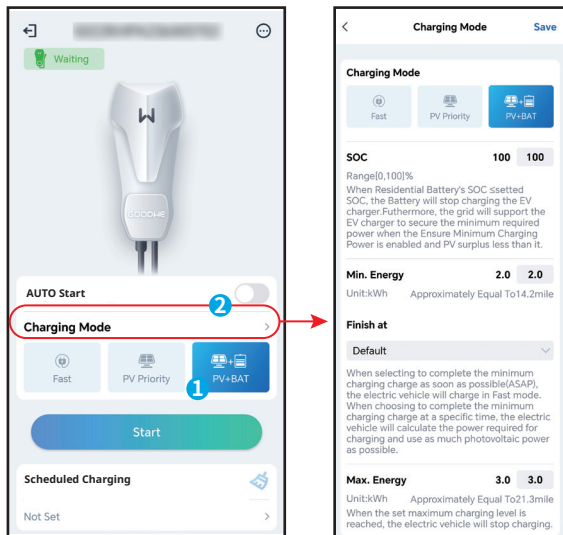 Waiting
GOODWE
AUTO Start
2
Charging Mode
Fast
PV Priority
PV+BAT
1
Start
Scheduled Charging
Not Set
Charging Mode
Save
Charging Mode
Fast
PV Priority
PV+BAT
SOC 100 100
Range[0,100]%
When Residential Battery's SOC ≤setted
SOC, the Battery will stop charging the EV
charger.Futhermore, the grid will support the
EV charger to secure the minimum required
power when the Ensure Minimum Charging
Power is enabled and PV surplus less than it.
Min. Energy 2.0 2.0
Unit:kWh Approximately Equal To14.2mile
Finish at
Default
When selecting to complete the minimum
charging charge as soon as possible(ASAP),
the electric vehicle will charge in Fast mode.
When choosing to complete the minimum
charging charge at a specific time, the electric
vehicle will calculate the power required for
charging and use as much photovoltaic power
as possible.
Max. Energy 3.0 3.0
Unit:kWh Approximately Equal To21.3mile
When the set maximum charging level is
reached, the electric vehicle will stop charging.